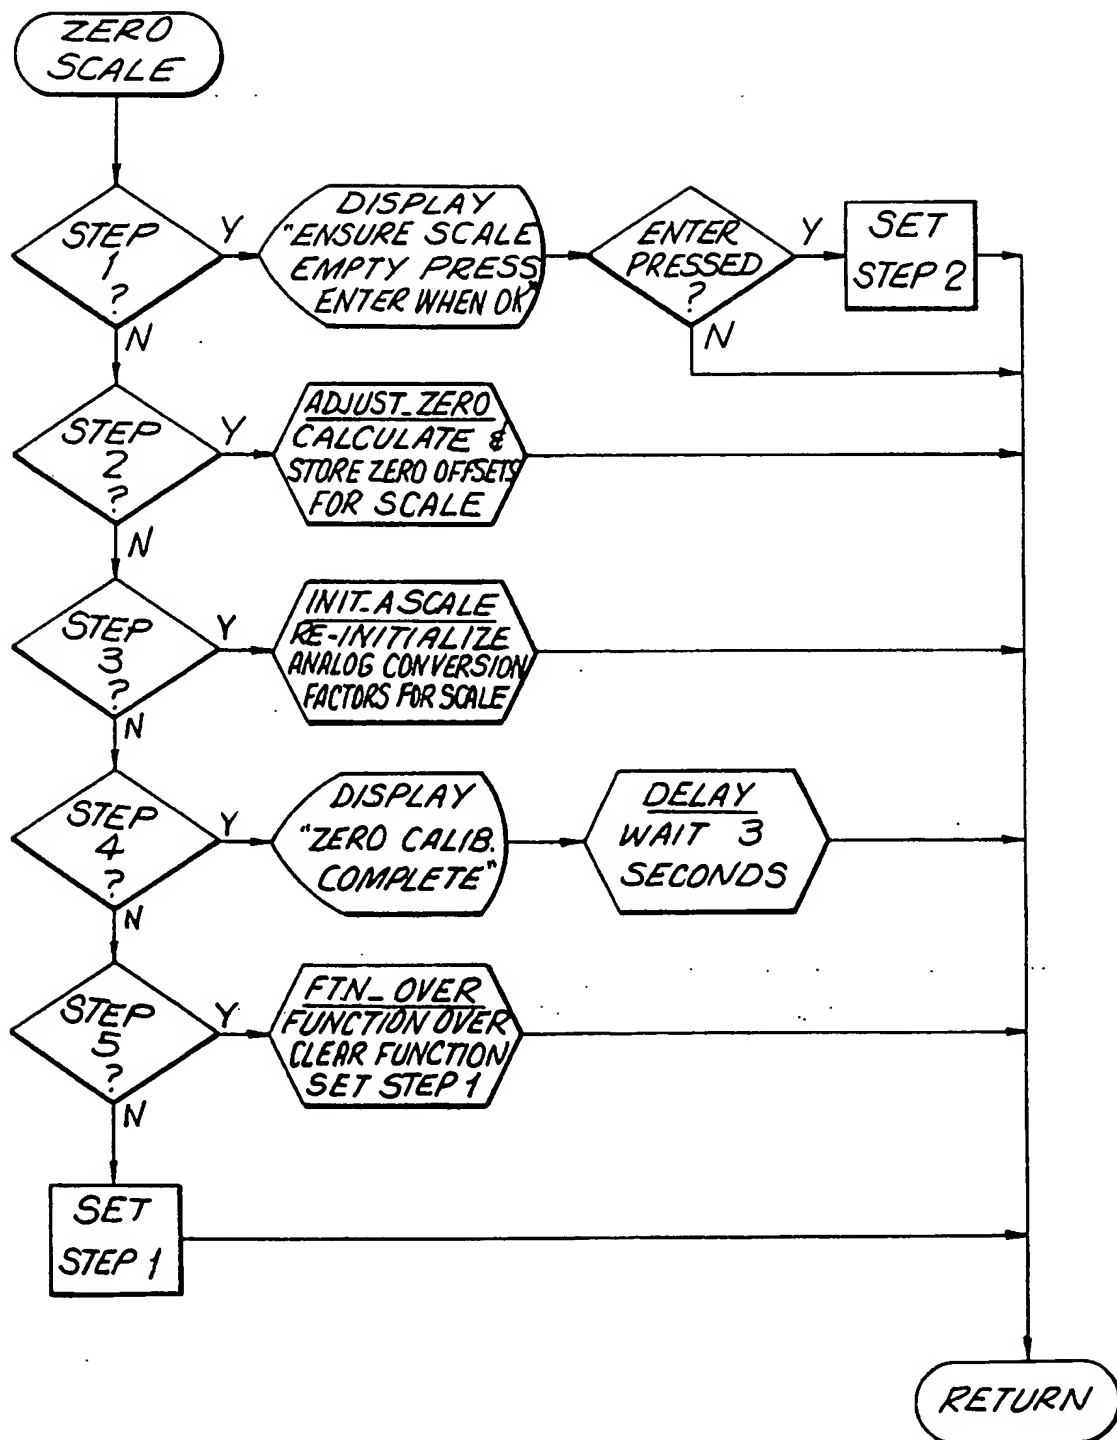 ZERO
SCALE
STEP
1
?
Y
N
DISPLAY
"ENSURE SCALE
EMPTY PRESS
ENTER WHEN OK"
ENTER
PRESSED
?
Y
N
SET
STEP 2
STEP
2
?
Y
N
ADJUST_ZERO
CALCULATE &
STORE ZERO OFFSETS
FOR SCALE
STEP
3
?
Y
N
INIT_ASCALE
RE-INITIALIZE
ANALOG CONVERSION
FACTORS FOR SCALE
STEP
4
?
Y
N
DISPLAY
"ZERO CALIB.
COMPLETE"
DELAY
WAIT 3
SECONDS
STEP
5
?
Y
N
FTN_OVER
FUNCTION OVER
CLEAR FUNCTION
SET STEP 1
SET
STEP 1
RETURN